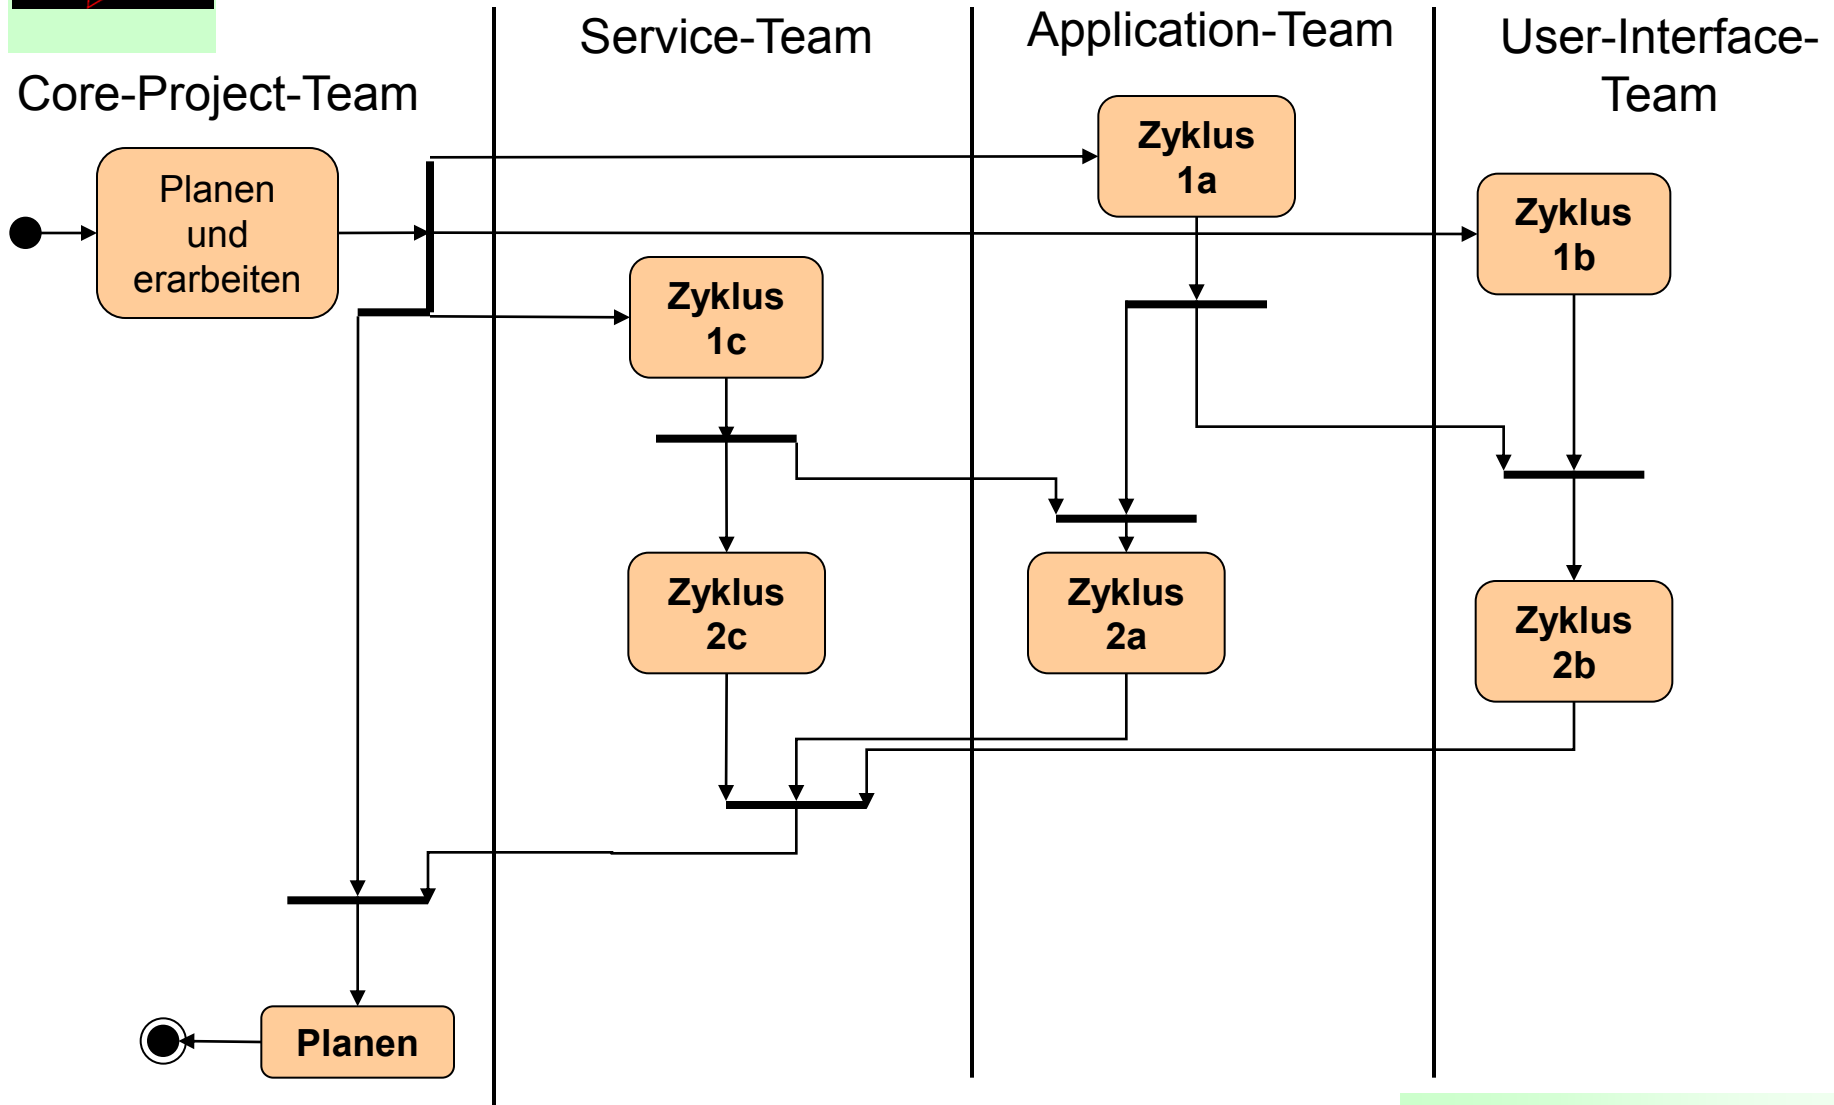 Core-Project-Team
Service-Team
Application-Team
User-Interface-
Team
Planen
und
erarbeiten
Zyklus
1a
Zyklus
1b
Zyklus
1c
Zyklus
2c
Zyklus
2a
Zyklus
2b
Planen